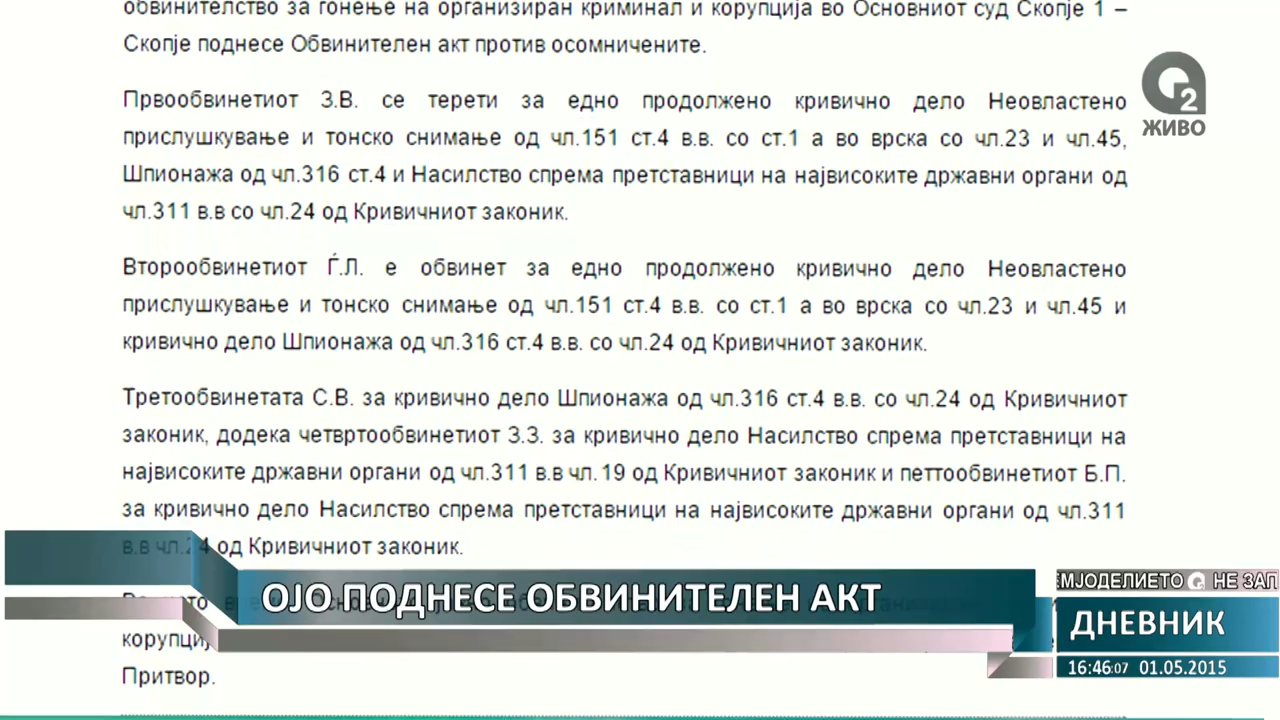 обвинителство за гонење на организиран криминал и корупција во Основниот суд Скопје 1 –
Скопје поднесе Обвинителен акт против осомничените.
Првообвинетиот З.В. се терети за едно продолжено кривично дело Неовластено
прислушкување и тонско снимање од чл.151 ст.4 в.в. со ст.1 а во врска со чл.23 и чл.45,
Шпионажа од чл.316 ст.4 и Насилство спрема претставници на највисоките државни органи од
чл.311 в.в со чл.24 од Кривичниот законик.
Второобвинетиот Ѓ.Л. е обвинет за едно продолжено кривично дело Неовластено
прислушкување и тонско снимање од чл.151 ст.4 в.в. со ст.1 а во врска со чл.23 и чл.45 и
кривично дело Шпионажа од чл.316 ст.4 в.в. со чл.24 од Кривичниот законик.
Третообвинетата С.В. за кривично дело Шпионажа од чл.316 ст.4 в.в. со чл.24 од Кривичниот
законик, додека четвртообвинетиот З.З. за кривично дело Насилство спрема претставници на
највисоките државни органи од чл.311 в.в чл.19 од Кривичниот законик и петтообвинетиот Б.П.
за кривично дело Насилство спрема претставници на највисоките државни органи од чл.311
в.в чл.24 од Кривичниот законик.
корупциј
Притвор.
2
ЖИВО
ОЈО ПОДНЕСЕ ОБВИНИТЕЛЕН АКТ
ЕМЈОДЕЛИЕТО НЕ ЗАП
ДНЕВНИК
16:46:07 01.05.2015